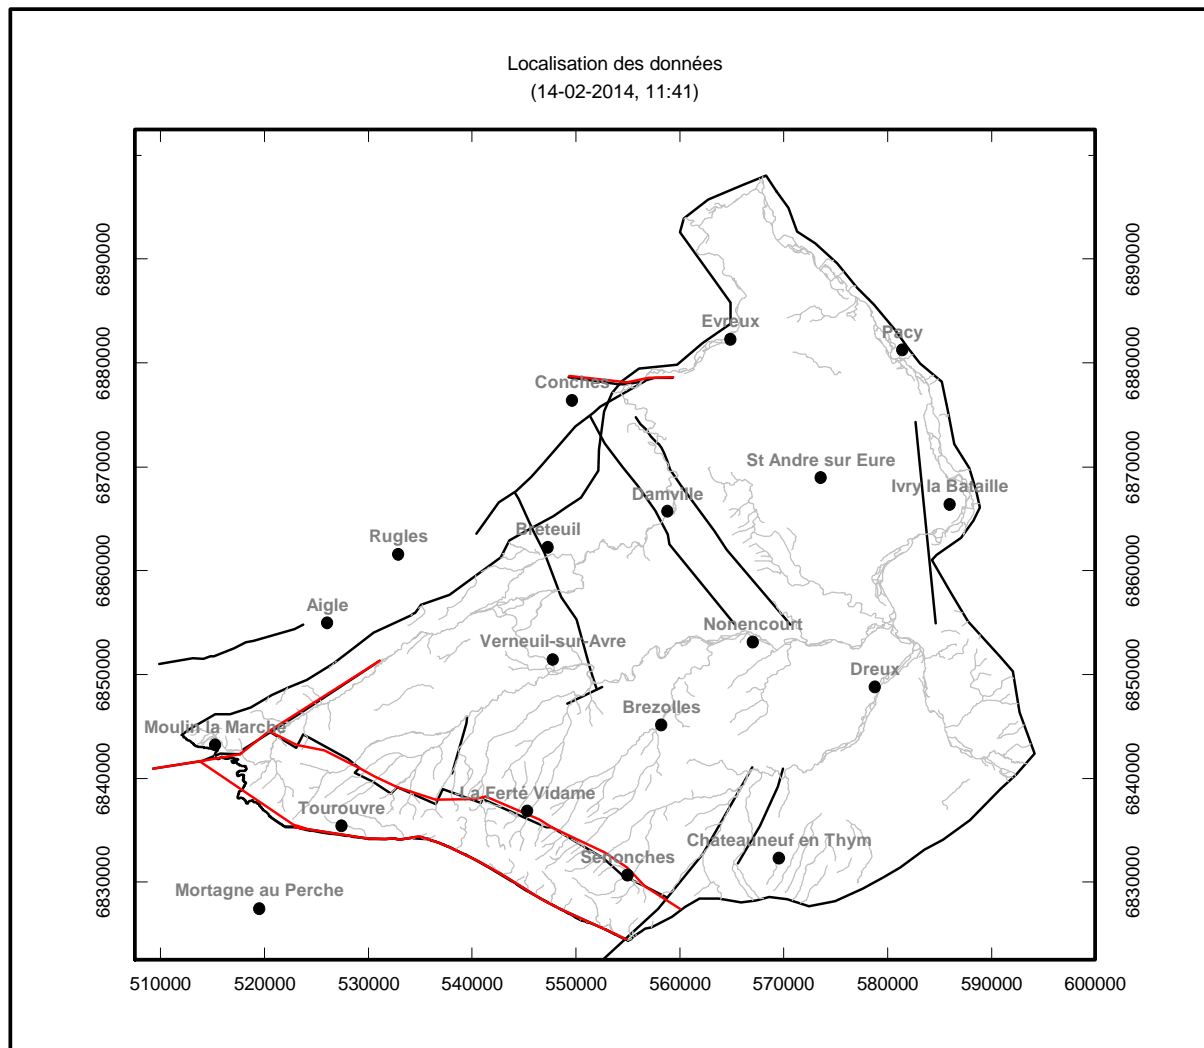 Localisation des données
(14-02-2014, 11:41)
6890000
6890000
Evreux
Pacy
6880000
6880000
Conches
6870000
St Andre sur Eure
6870000
Ivry la Bataille
Damville
Rugles
Breteuil
6860000
6860000
Aigle
Nonencourt
Verneuil-sur-Avre
6850000
Dreux
6850000
Brezolles
Moulin la Marche
6840000
La Ferté Vidame
6840000
Tourouvre
Chateauneuf en Thym
Senonches
Mortagne au Perche
6830000
6830000
510000 520000 530000 540000 550000 560000 570000 580000 590000 600000